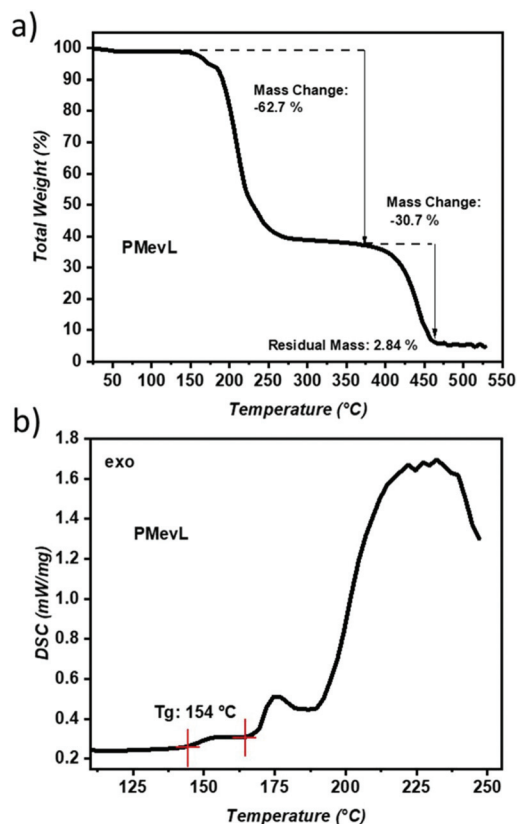 a)
100
90
80
70
60
50
40
30
20
10
0
Total Weight (%)
Mass Change:
-62.7 %
Mass Change:
-30.7 %
PMevL
Residual Mass: 2.84 %
50 100 150 200 250 300 350 400 450 500 550
Temperature (°C)
b)
1.8
1.6
1.4
1.2
1.0
0.8
0.6
0.4
0.2
DSC (mW/mg)
exo
PMevL
Tg: 154 °C
125 150 175 200 225 250
Temperature (°C)